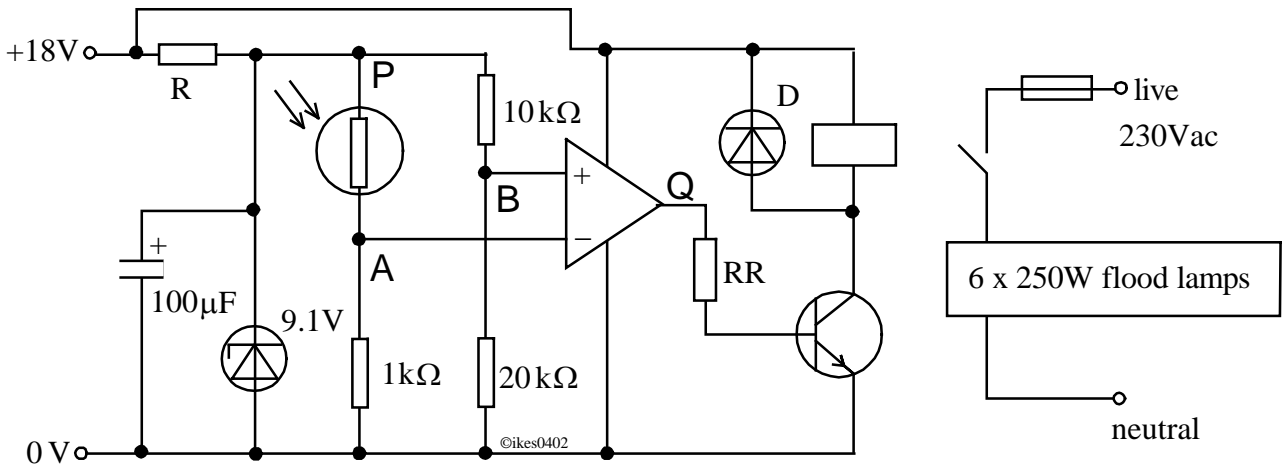 +18V
R
P
10kΩ
D
live
230Vac
+
B
Q
+
100μF
A
−
RR
6 x 250W flood lamps
9.1V
1kΩ
20kΩ
©ikes0402
0 V
neutral